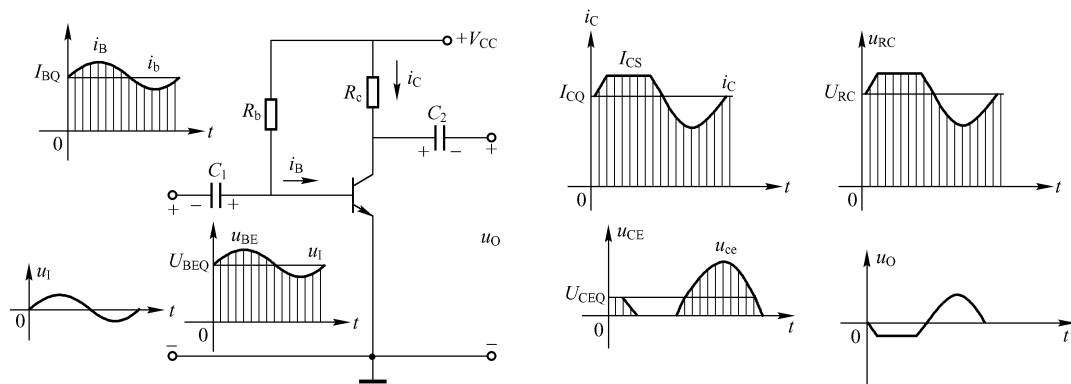 i_B
i_b
I_BQ
0
t
+V_CC
R_b
R_c
i_C
C_2
+
−
+
C_1
−
+
+
i_B
u_BE
u_I
U_BEQ
0
t
u_I
0
t
u_O
−
−
i_C
I_CS
I_CQ
i_C
0
t
u_RC
U_RC
0
t
u_CE
u_ce
U_CEQ
0
t
u_O
0
t
t